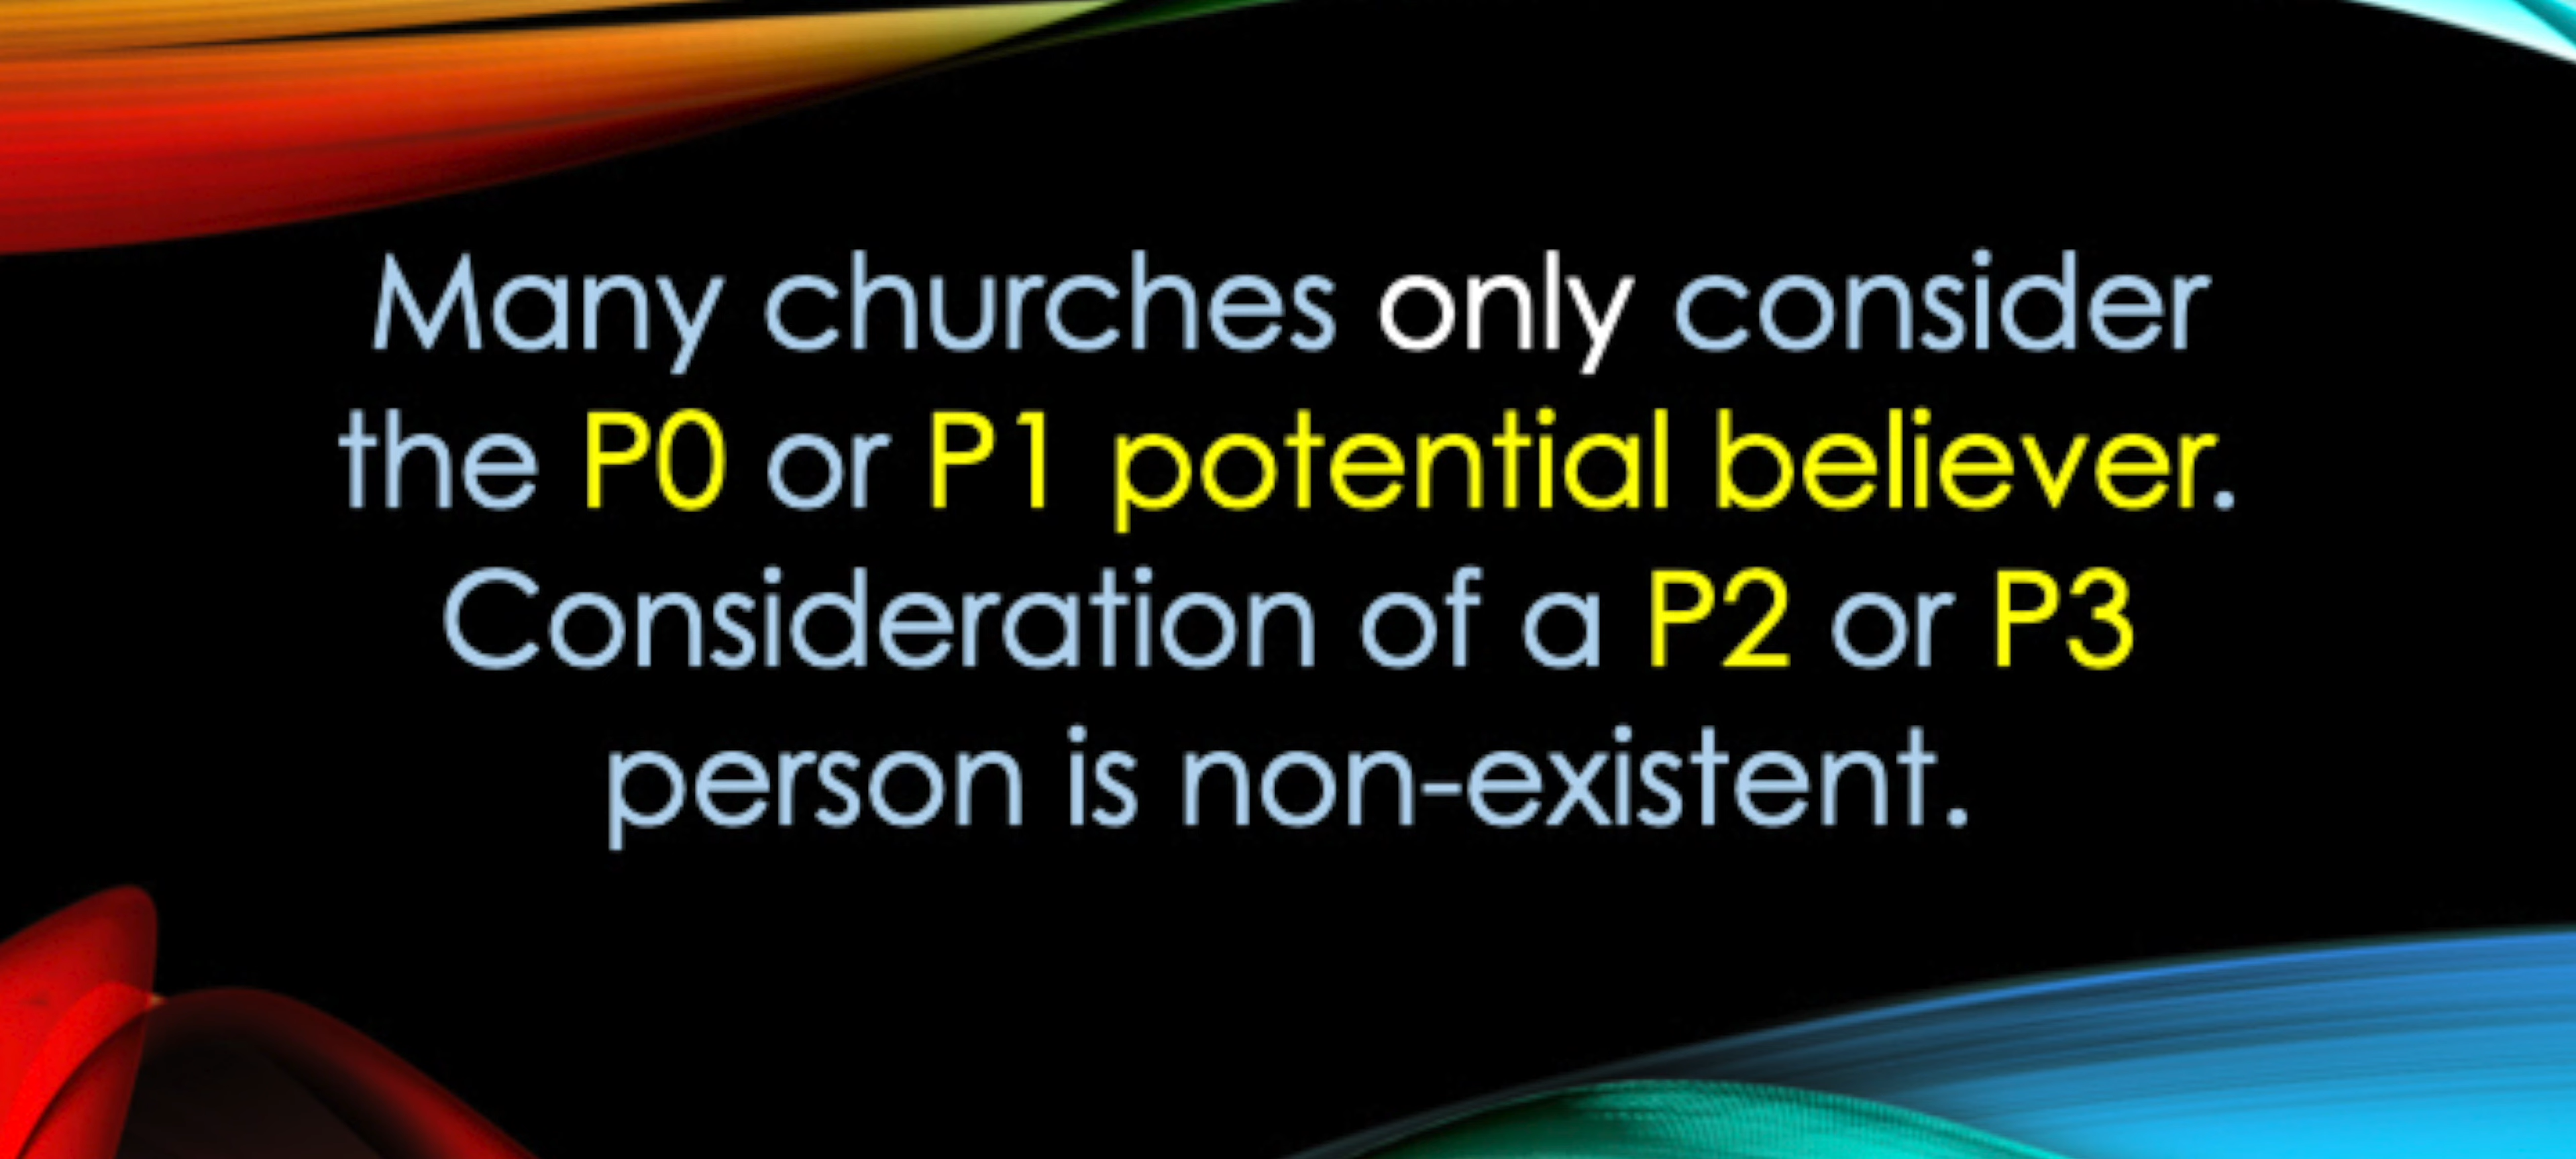 Many churches only consider
the P0 or P1 potential believer.
Consideration of a P2 or P3
person is non-existent.